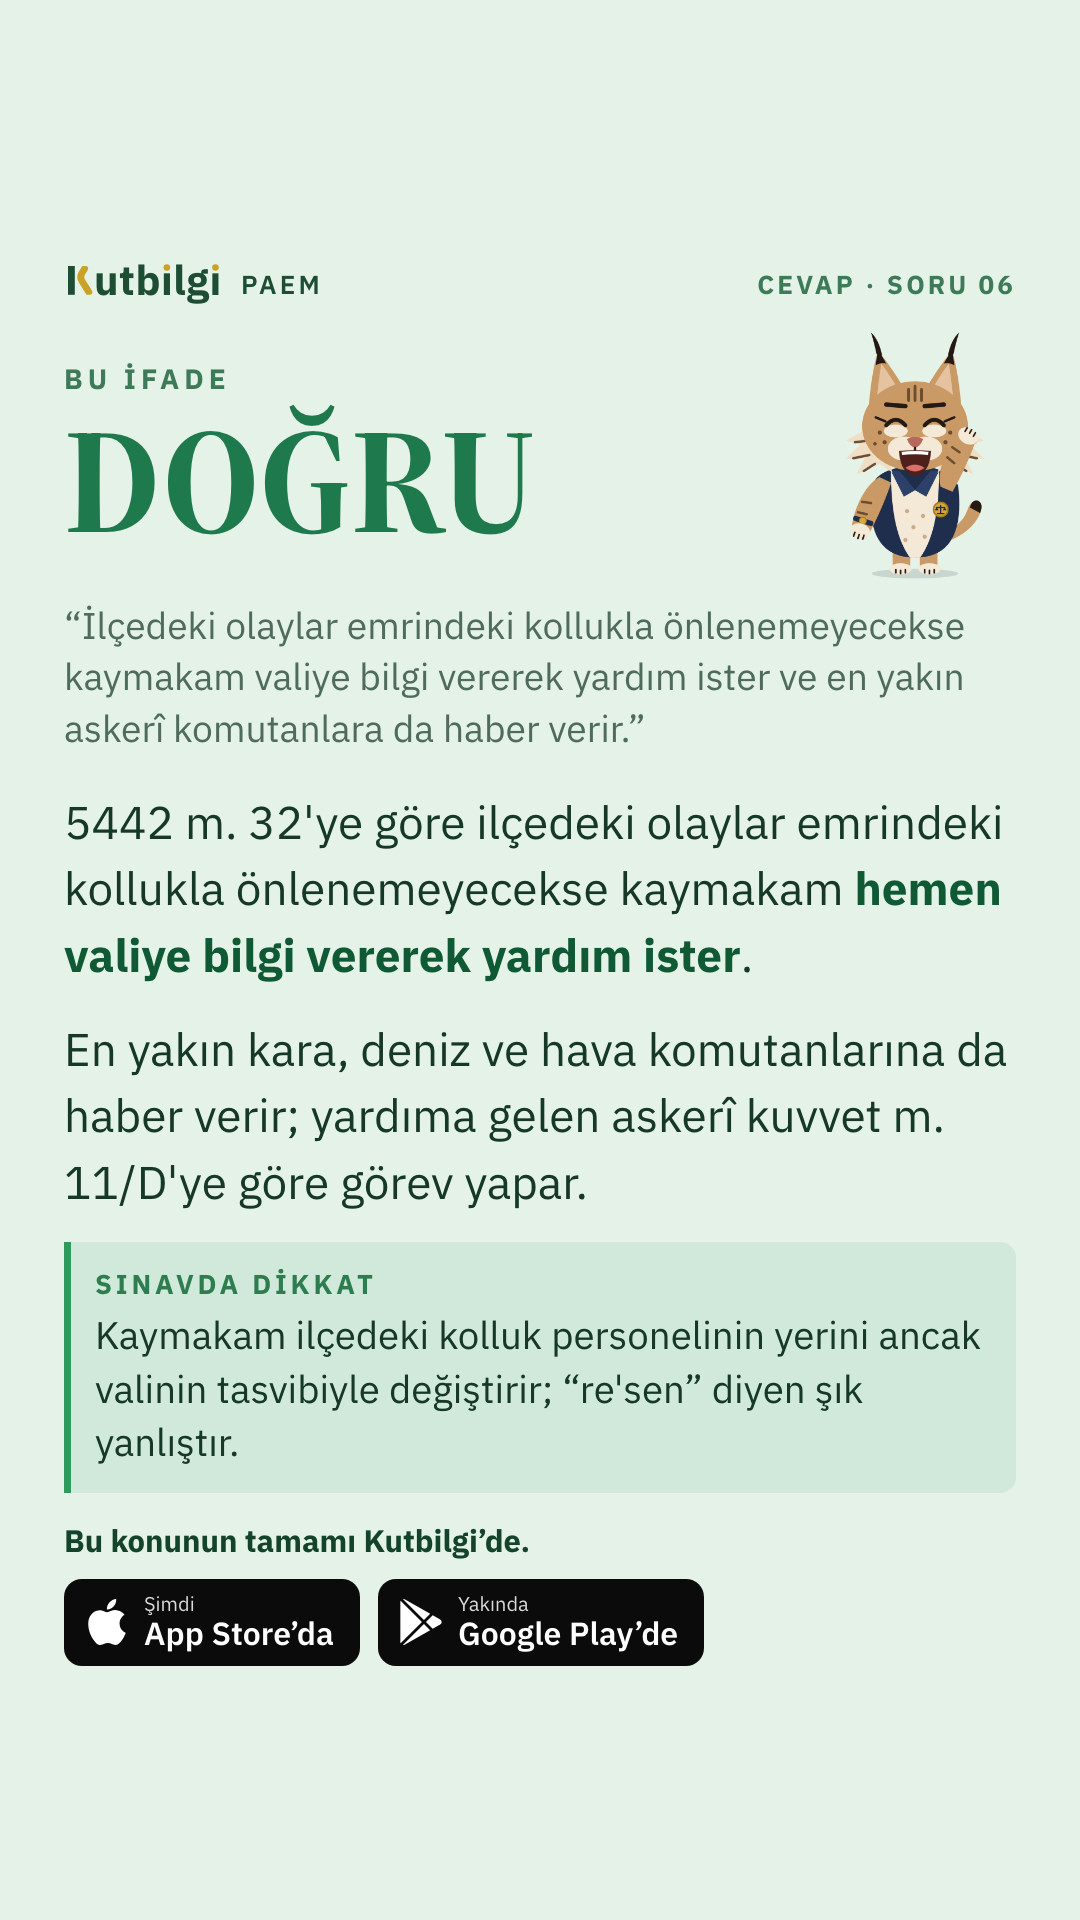 Kutbilgi PAEM
CEVAP · SORU 06
BU İFADE
DOĞRU
“İlçedeki olaylar emrindeki kollukla önlenemeyecekse
kaymakam valiye bilgi vererek yardım ister ve en yakın
askerî komutanlara da haber verir.”
5442 m. 32'ye göre ilçedeki olaylar emrindeki
kollukla önlenemeyecekse kaymakam hemen
valiye bilgi vererek yardım ister.
En yakın kara, deniz ve hava komutanlarına da
haber verir; yardıma gelen askerî kuvvet m.
11/D'ye göre görev yapar.
SINAVDA DİKKAT
Kaymakam ilçedeki kolluk personelinin yerini ancak
valinin tasvibiyle değiştirir; “re'sen” diyen şık
yanlıştır.
Bu konunun tamamı Kutbilgi’de.
Şimdi
App Store’da
Yakında
Google Play’de